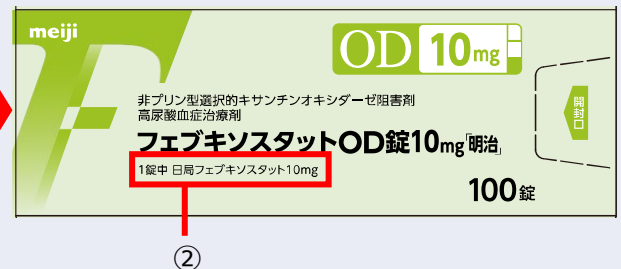 meiji
OD 10mg
非プリン型選択的キサンチンオキシダーゼ阻害剤
高尿酸血症治療剤
フェブキソスタットOD錠10mg「明治」
1錠中 日局フェブキソスタット10mg
100錠
開封口
②